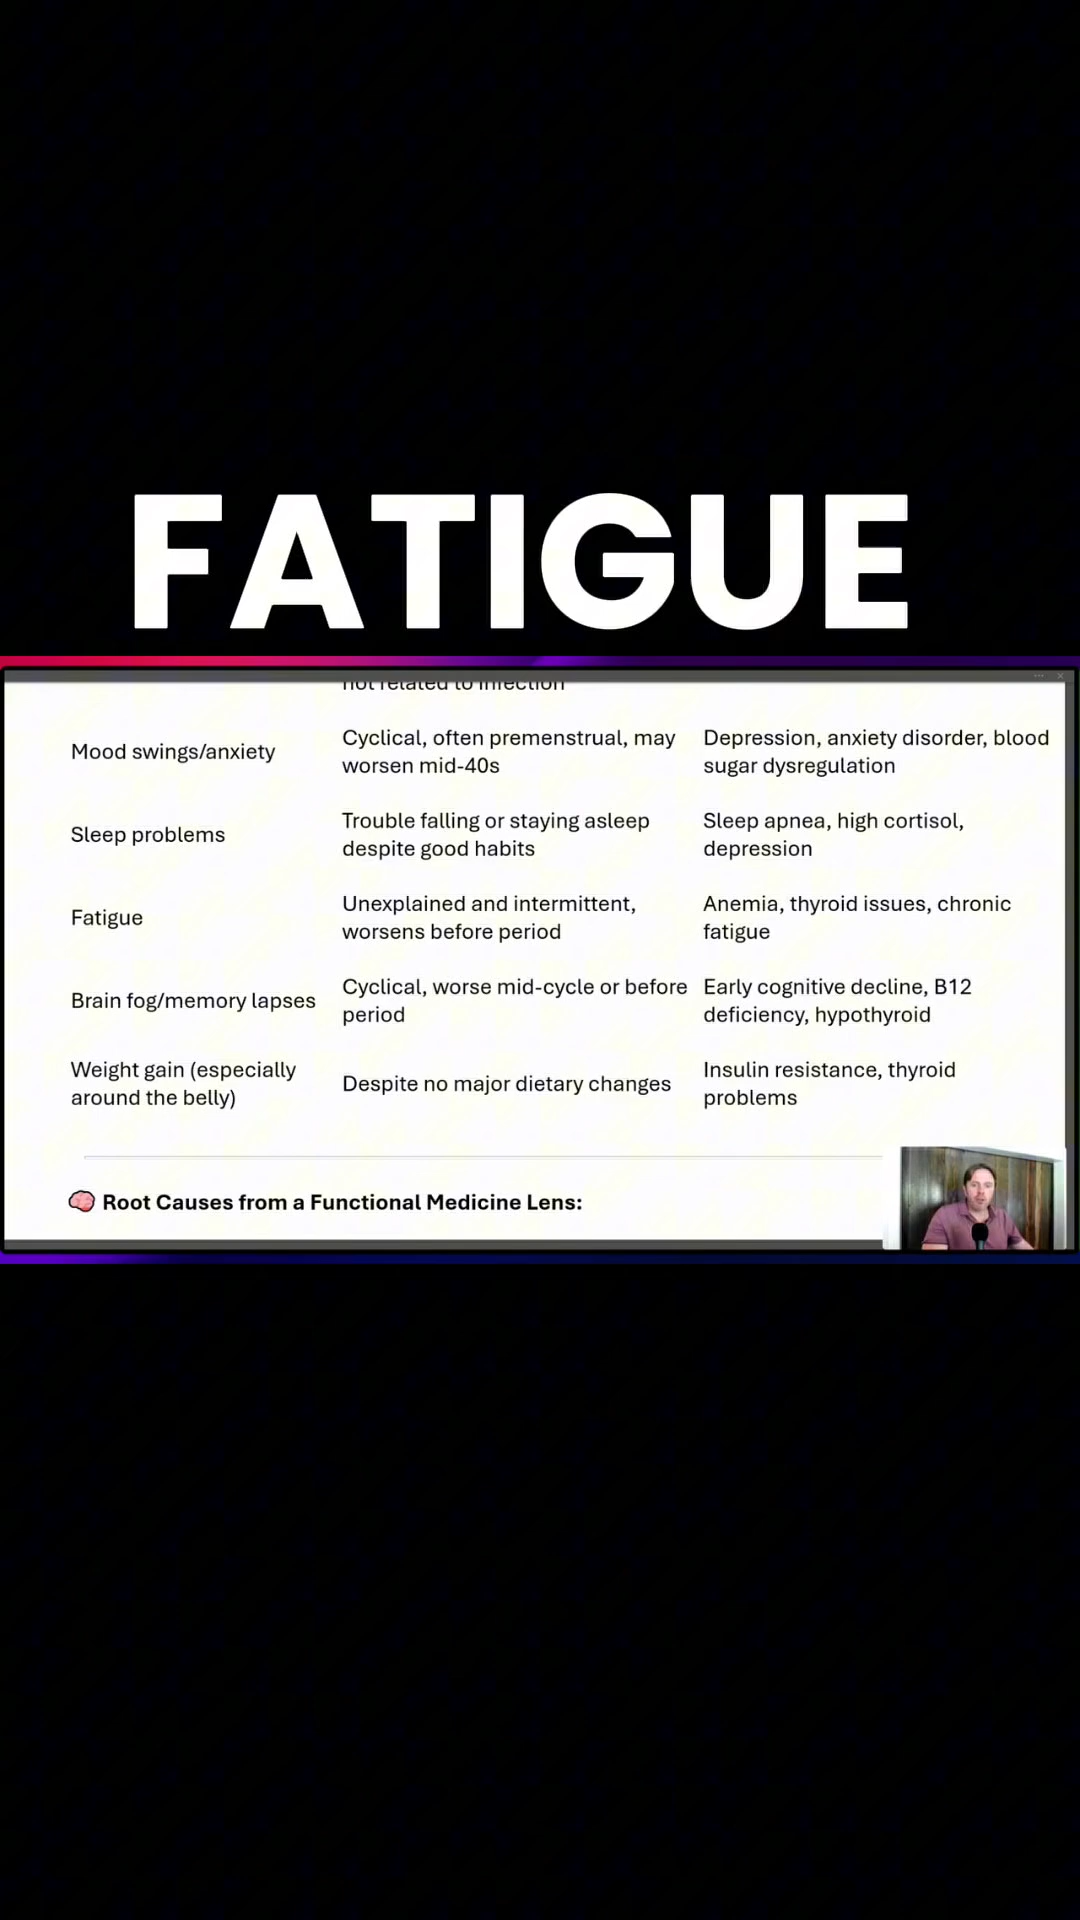 FATIGUE
not related to infection
Mood swings/anxiety
Cyclical, often premenstrual, may
worsen mid-40s
Depression, anxiety disorder, blood
sugar dysregulation
Sleep problems
Trouble falling or staying asleep
despite good habits
Sleep apnea, high cortisol,
depression
Fatigue
Unexplained and intermittent,
worsens before period
Anemia, thyroid issues, chronic
fatigue
Brain fog/memory lapses
Cyclical, worse mid-cycle or before
period
Early cognitive decline, B12
deficiency, hypothyroid
Weight gain (especially
around the belly)
Despite no major dietary changes
Insulin resistance, thyroid
problems
Root Causes from a Functional Medicine Lens: